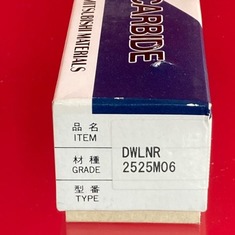 MITSUBISHI MATERIALS
CARBIDE
品名
ITEM
材種
GRADE
型番
TYPE
DWLNR
2525M06